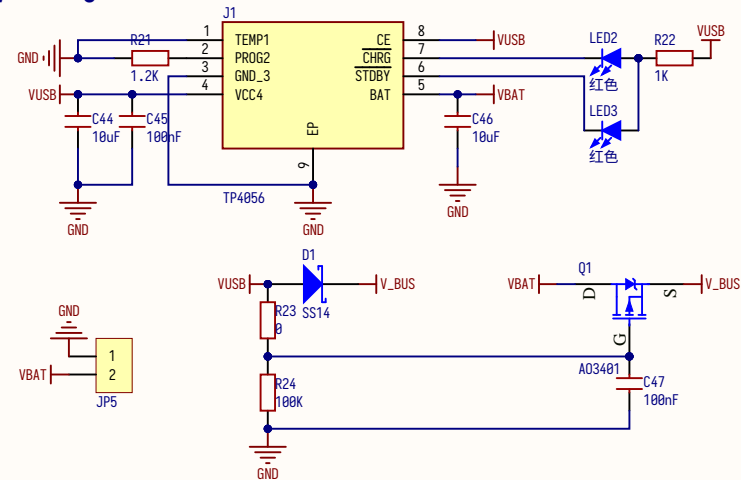 J1
1 TEMP1
2 PROG2
3 GND_3
4 VCC4
CE 8
CHRG 7
STDBY 6
BAT 5
EP
9
TP4056
GND
R21
1.2K
VUSB
C44
10uF
C45
100nF
GND
GND
VUSB
VBAT
C46
10uF
GND
LED2
红色
LED3
红色
R22
1K
VUSB
D1
VUSB
V_BUS
SS14
R23
0
R24
100K
GND
Q1
VBAT
D
S
G
V_BUS
AO3401
C47
100nF
GND
VBAT
1
2
JP5